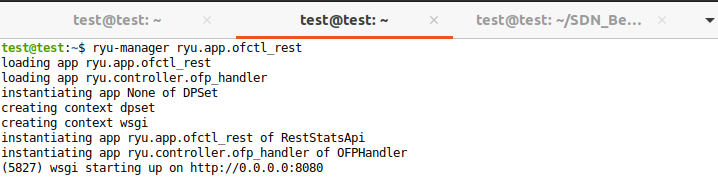 test@test: ~ × test@test: ~ × test@test: ~/SDN_Be... ×
test@test:~$ ryu-manager ryu.app.ofctl_rest
loading app ryu.app.ofctl_rest
loading app ryu.controller.ofp_handler
instantiating app None of DPSet
creating context dpset
creating context wsgi
instantiating app ryu.app.ofctl_rest of RestStatsApi
instantiating app ryu.controller.ofp_handler of OFPHandler
(5827) wsgi starting up on http://0.0.0.0:8080